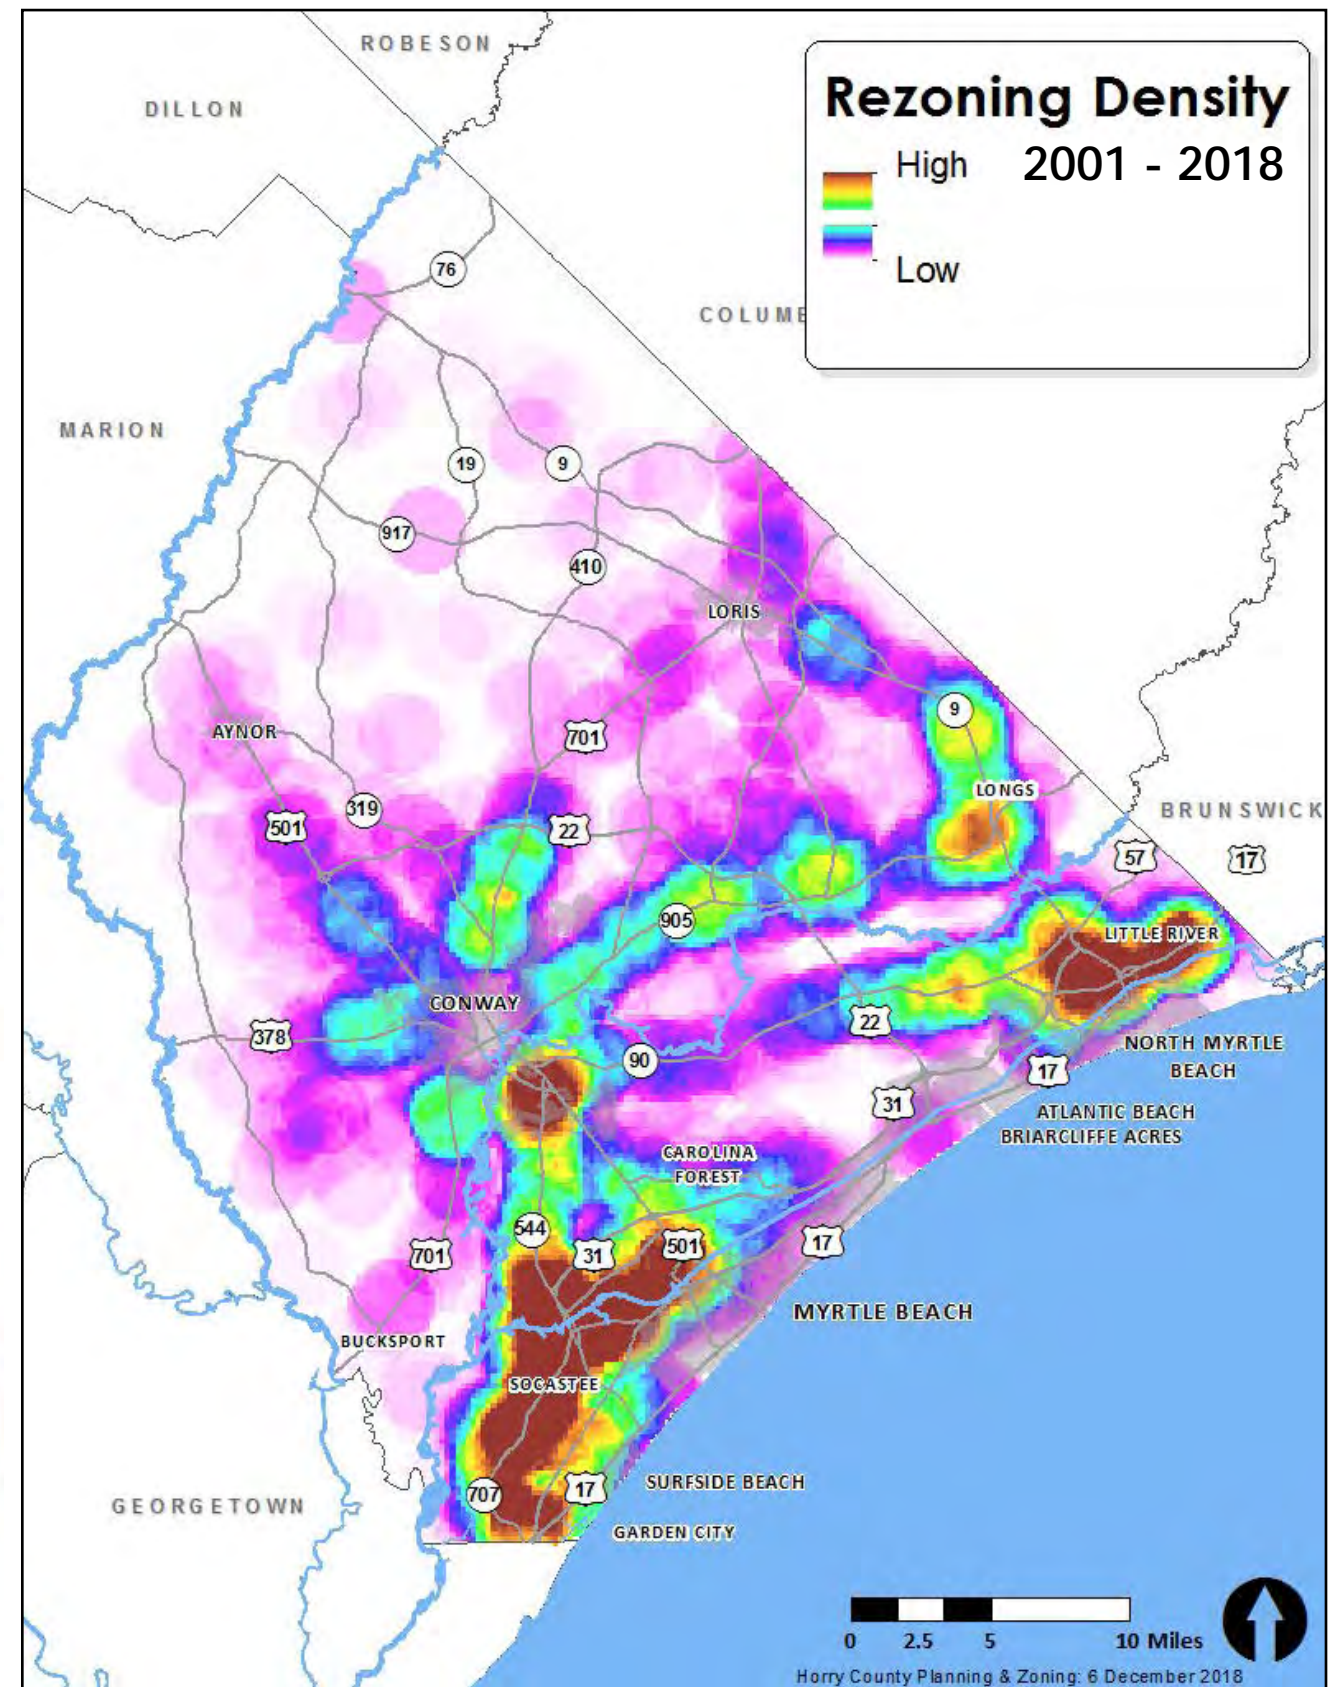 ROBESON
DILLON
Rezoning Density
High 2001 - 2018
Low
76
COLUME
MARION
19
9
917
410
LORIS
9
AYNOR
701
LONGS
319
501
22
BRUNSWICK
57
17
905
LITTLE RIVER
CONWAY
378
22
90
NORTH MYRTLE
BEACH
17
31
ATLANTIC BEACH
BRIARCLIFFE ACRES
CAROLINA
FOREST
544
31
501
17
701
MYRTLE BEACH
BUCKSPORT
SOCASTEE
707
17
SURFSIDE BEACH
GEORGETOWN
GARDEN CITY
0 2.5 5 10 Miles
Horry County Planning & Zoning: 6 December 2018